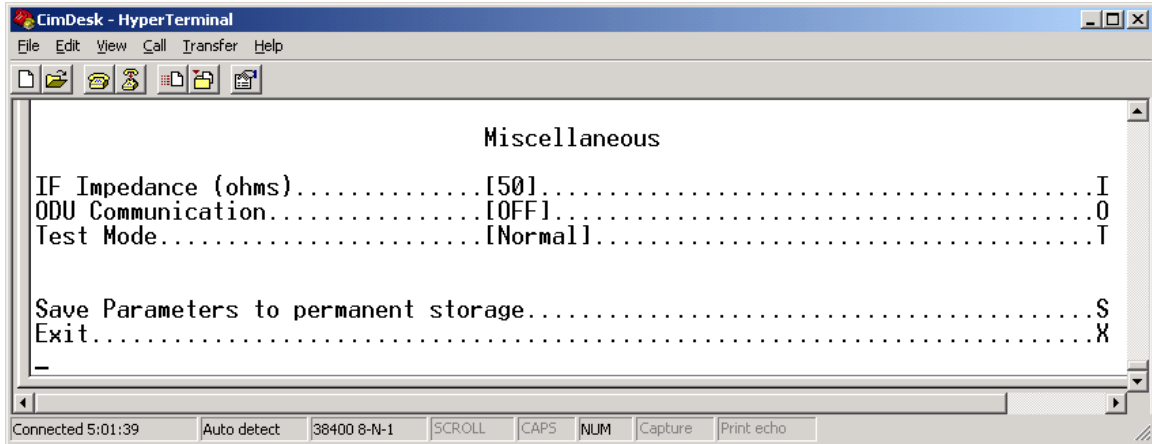 CimDesk - HyperTerminal
File Edit View Call Transfer Help
Miscellaneous
IF Impedance (ohms)..............[50].........................................I
ODU Communication................[OFF]........................................O
Test Mode........................[Normal].....................................T
Save Parameters to permanent storage..........................................S
Exit..........................................................................X
Connected 5:01:39 Auto detect 38400 8-N-1 SCROLL CAPS NUM Capture Print echo